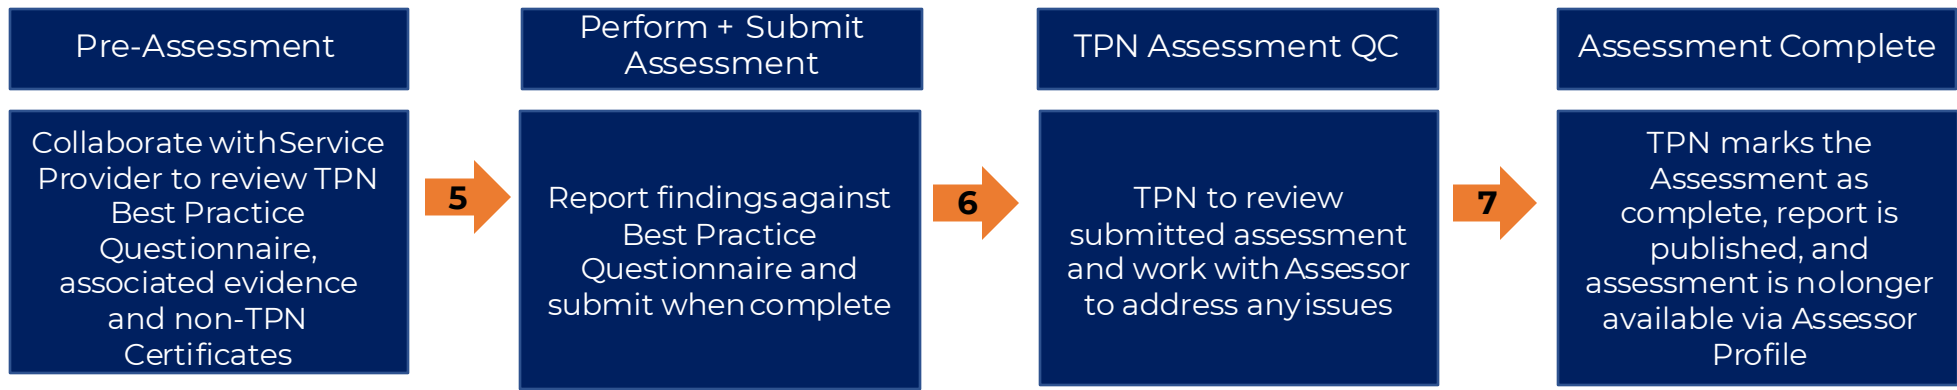 Pre-Assessment
Collaborate with Service
Provider to review TPN
Best Practice
Questionnaire,
associated evidence
and non-TPN
Certificates
5
Perform + Submit
Assessment
Report findings against
Best Practice
Questionnaire and
submit when complete
6
TPN Assessment QC
TPN to review
submitted assessment
and work with Assessor
to address any issues
7
Assessment Complete
TPN marks the
Assessment as
complete, report is
published, and
assessment is nolonger
available via Assessor
Profile